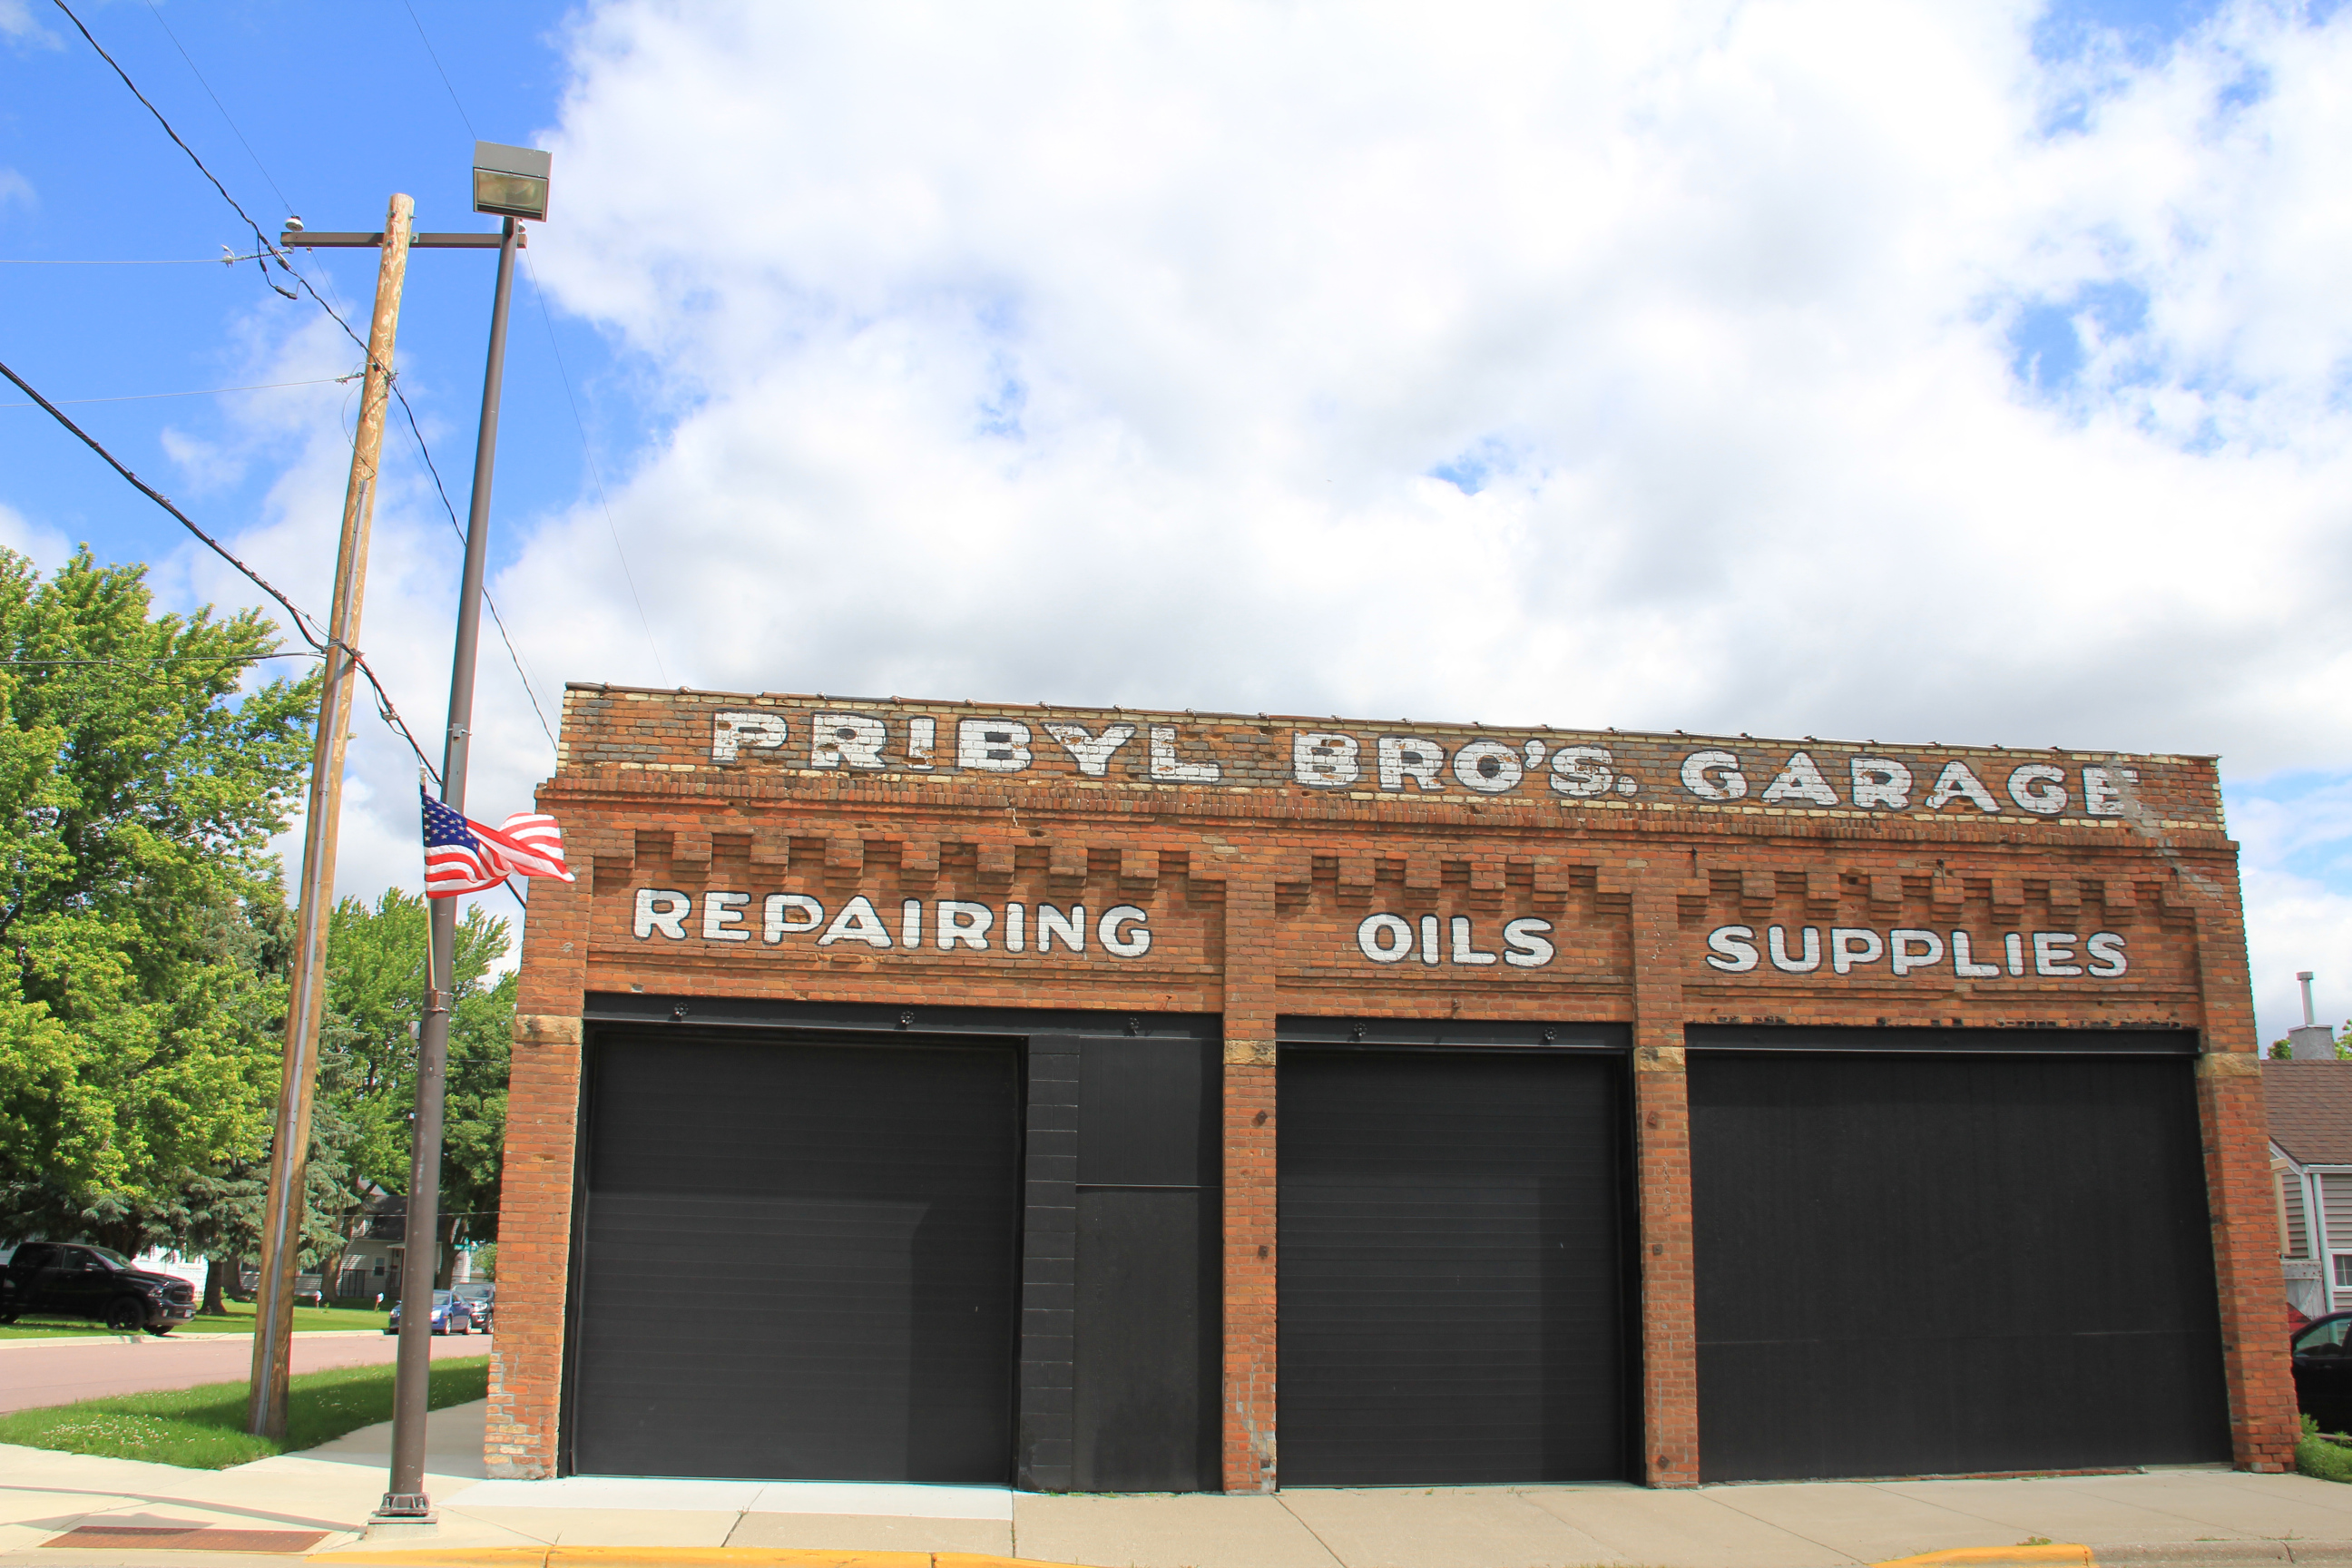 PRIBYL BRO'S. GARAGE
REPAIRING OILS SUPPLIES